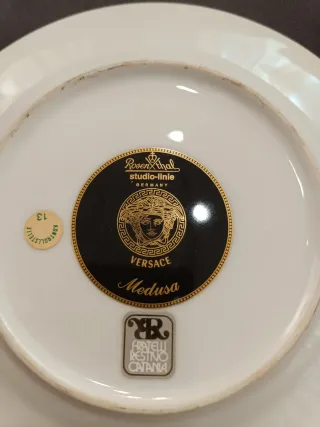 Rosenthal
studio-linie
GERMANY
VERSACE
Medusa
13
FRATELLI
RESTIVO
CATANIA